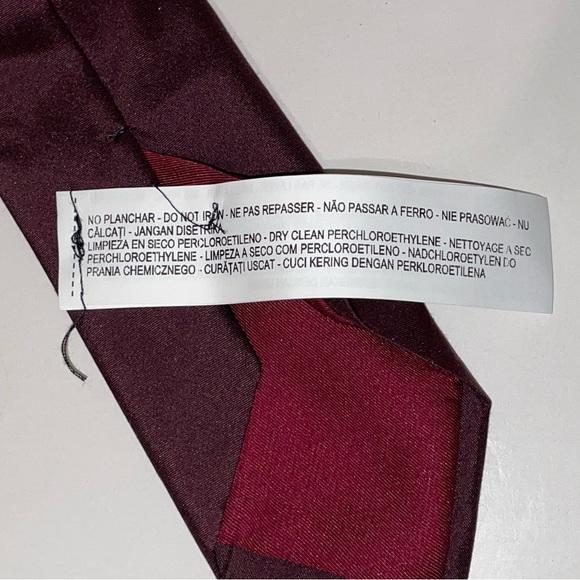 NO PLANCHAR - DO NOT IRON - NE PAS REPASSER - NÃO PASSAR A FERRO - NIE PRASOWAĆ - NU
CĂLCAȚI - JANGAN DISETRIKA
LIMPIEZA EN SECO PERCLOROETILENO - DRY CLEAN PERCHLOROETHYLENE - NETTOYAGE A SEC
PERCHLOROETHYLENE - LIMPEZA A SECO COM PERCLOROETILENO - NADCHLOROETYLEN DO
PRANIA CHEMICZNEGO - CURĂȚAȚI USCAT - CUCI KERING DENGAN PERKLOROETILENA